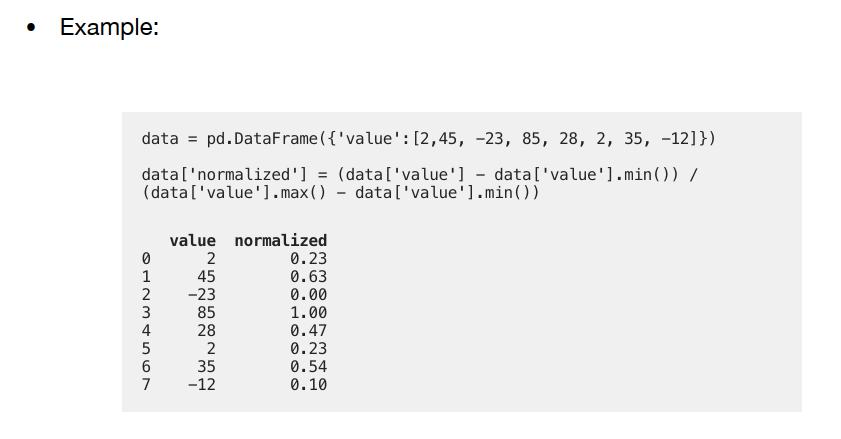 • Example:
data = pd.DataFrame({'value':[2,45, −23, 85, 28, 2, 35, −12]})
data['normalized'] = (data['value'] − data['value'].min()) /
(data['value'].max() − data['value'].min())
value normalized
0 2 0.23
1 45 0.63
2 −23 0.00
3 85 1.00
4 28 0.47
5 2 0.23
6 35 0.54
7 −12 0.10